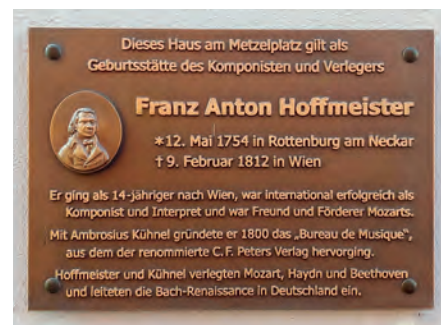 Dieses Haus am Metzelplatz gilt als
Geburtsstätte des Komponisten und Verlegers
Franz Anton Hoffmeister
*12. Mai 1754 in Rottenburg am Neckar
†9. Februar 1812 in Wien
Er ging als 14-jähriger nach Wien, war international erfolgreich als
Komponist und Interpret und war Freund und Förderer Mozarts.
Mit Ambrosius Kühnel gründete er 1800 das „Bureau de Musique“,
aus dem der renommierte C. F. Peters Verlag hervorging.
Hoffmeister und Kühnel verlegten Mozart, Haydn und Beethoven
und leiteten die Bach-Renaissance in Deutschland ein.